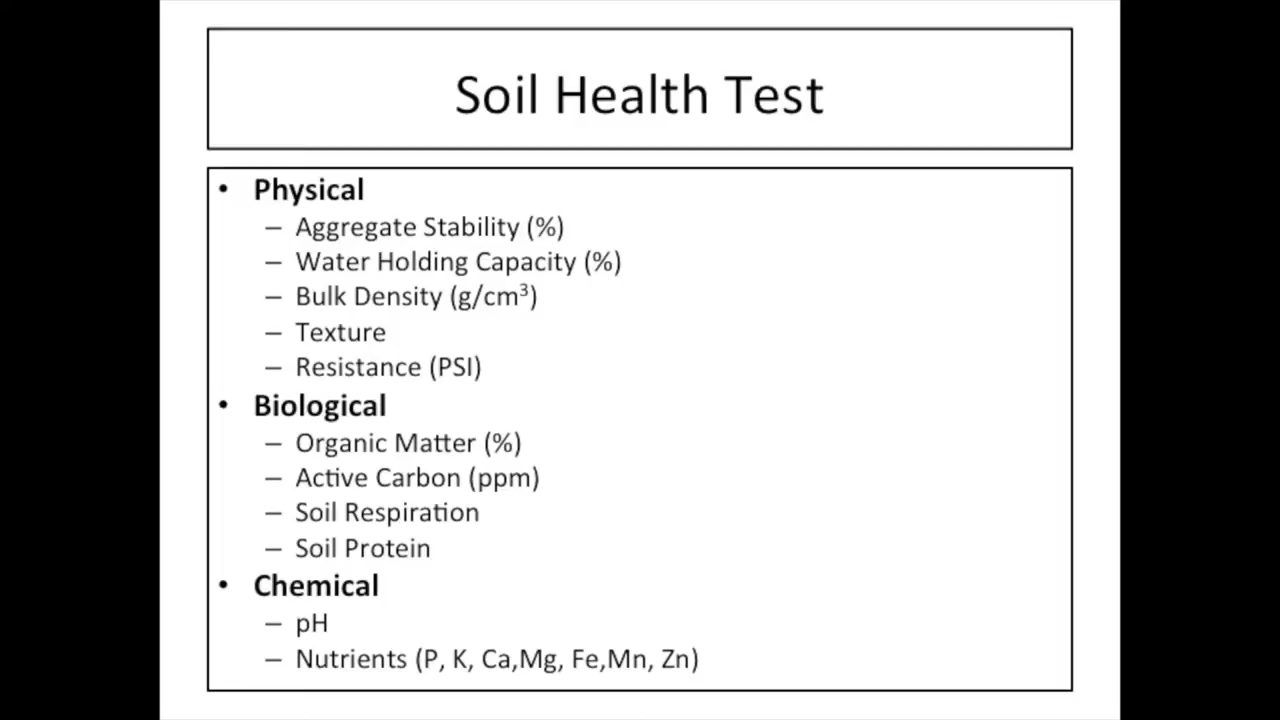 Soil Health Test
• Physical
– Aggregate Stability (%)
– Water Holding Capacity (%)
– Bulk Density (g/cm³)
– Texture
– Resistance (PSI)
• Biological
– Organic Matter (%)
– Active Carbon (ppm)
– Soil Respiration
– Soil Protein
• Chemical
– pH
– Nutrients (P, K, Ca,Mg, Fe,Mn, Zn)